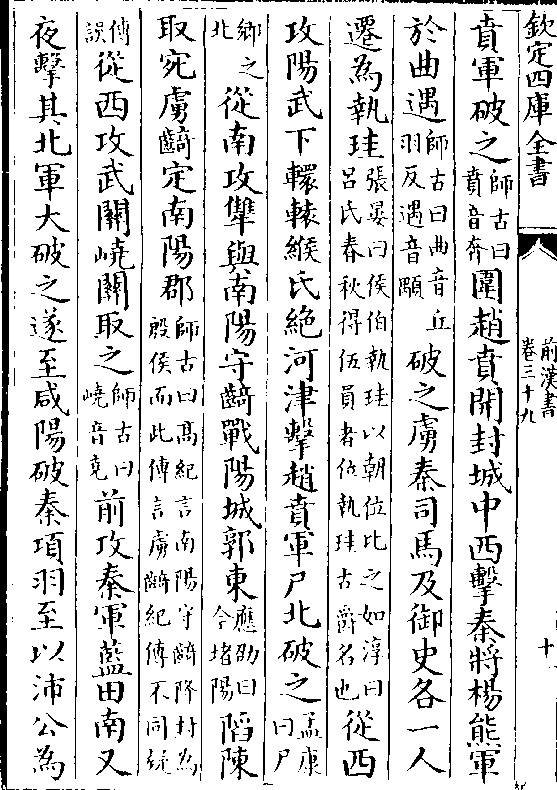 欽定四庫全書
前漢書
卷三十九
十
賁軍破之師古曰賁音奔圍趙賁開封城中西擊秦將楊熊軍
於曲遇師古曰曲音丘羽反遇音顒破之虜秦司馬及御史各一人
遷為執珪張晏曰侯伯執珪以朝位比之如淳曰呂氏春秋得伍員者位執珪古爵名也從西
攻陽武下轘轅緱氏絶河津擊趙賁軍尸北破之孟康曰尸
鄉之北從南攻犨與南陽守齮戰陽城郭東應劭曰今堵陽䧟陳
取宛虜齮定南陽郡師古曰髙紀言南陽守齮降封為殷侯而此傳言虜齮紀傳不同疑
傳誤從西攻武關嶢關取之師古曰嶢音堯前攻秦軍藍田南又
夜擊其北軍大破之遂至咸陽破秦項羽至以沛公為